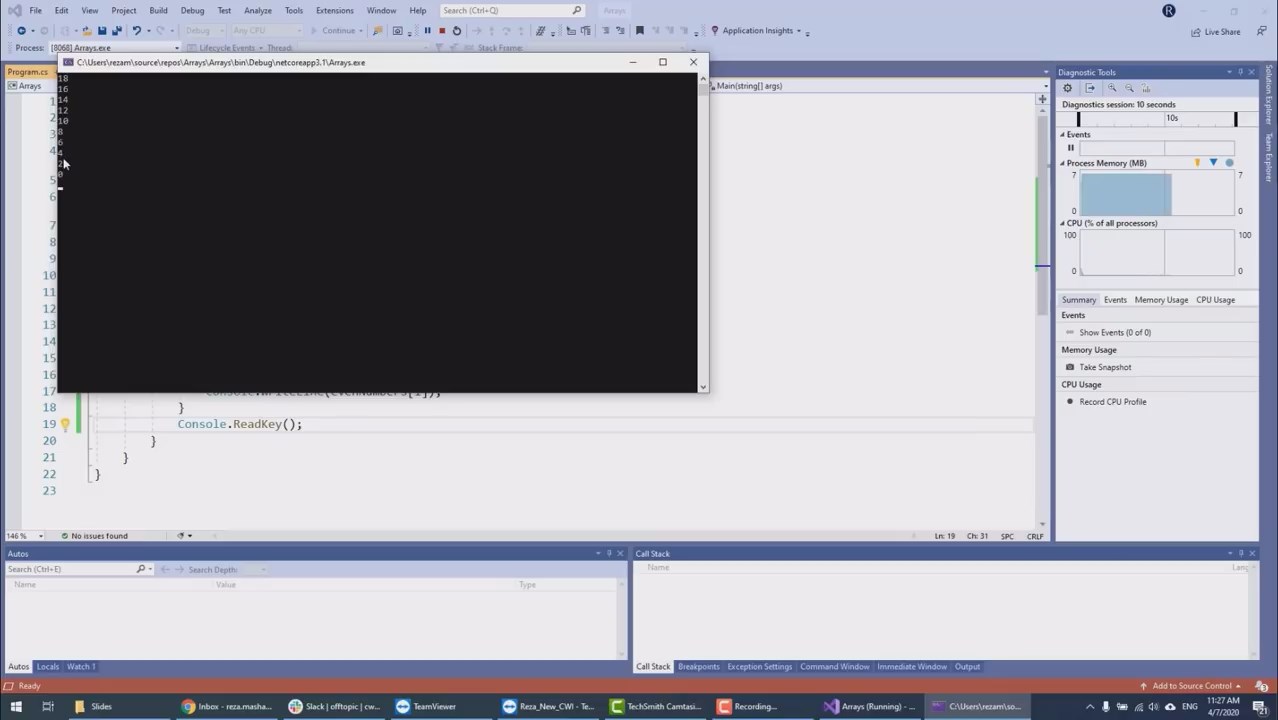 File Edit View Project Build Debug Test Analyze Tools Extensions Window Help Search (Ctrl+Q) Arrays R
Debug Any CPU Continue Application Insights Live Share
Process: [8068] Arrays.exe Lifecycle Events Thread: Stack Frame:
C:\Users\rezam\source\repos\Arrays\Arrays\bin\Debug\netcoreapp3.1\Arrays.exe
Program.cs
Arrays
Main(string[] args)
18
16
14
12
10
8
6
4
2
0
1
2
3
4
5
6
7
8
9
10
11
12
13
14
15
16
17 Console.WriteLine(evenNumbers[i]);
18 }
19 Console.ReadKey();
20 }
21 }
22 }
23
146 % No issues found Ln: 19 Ch: 31 SPC CRLF
Diagnostic Tools
Diagnostics session: 10 seconds
10s
Events
Process Memory (MB)
7 7
0 0
CPU (% of all processors)
100 100
0 0
Summary Events Memory Usage CPU Usage
Events
Show Events (0 of 0)
Memory Usage
Take Snapshot
CPU Usage
Record CPU Profile
Solution Explorer
Team Explorer
Autos
Search (Ctrl+E) Search Depth:
Name Value Type
Autos Locals Watch 1
Call Stack
Name Lang
Call Stack Breakpoints Exception Settings Command Window Immediate Window Output
Ready Add to Source Control
Slides Inbox - reza.masha... Slack | offtopic | cw... TeamViewer Reza_New_CWI - Te... TechSmith Camtasi... Recording... Arrays (Running) - ... C:\Users\rezam\so... ENG 11:27 AM
4/7/2020 21